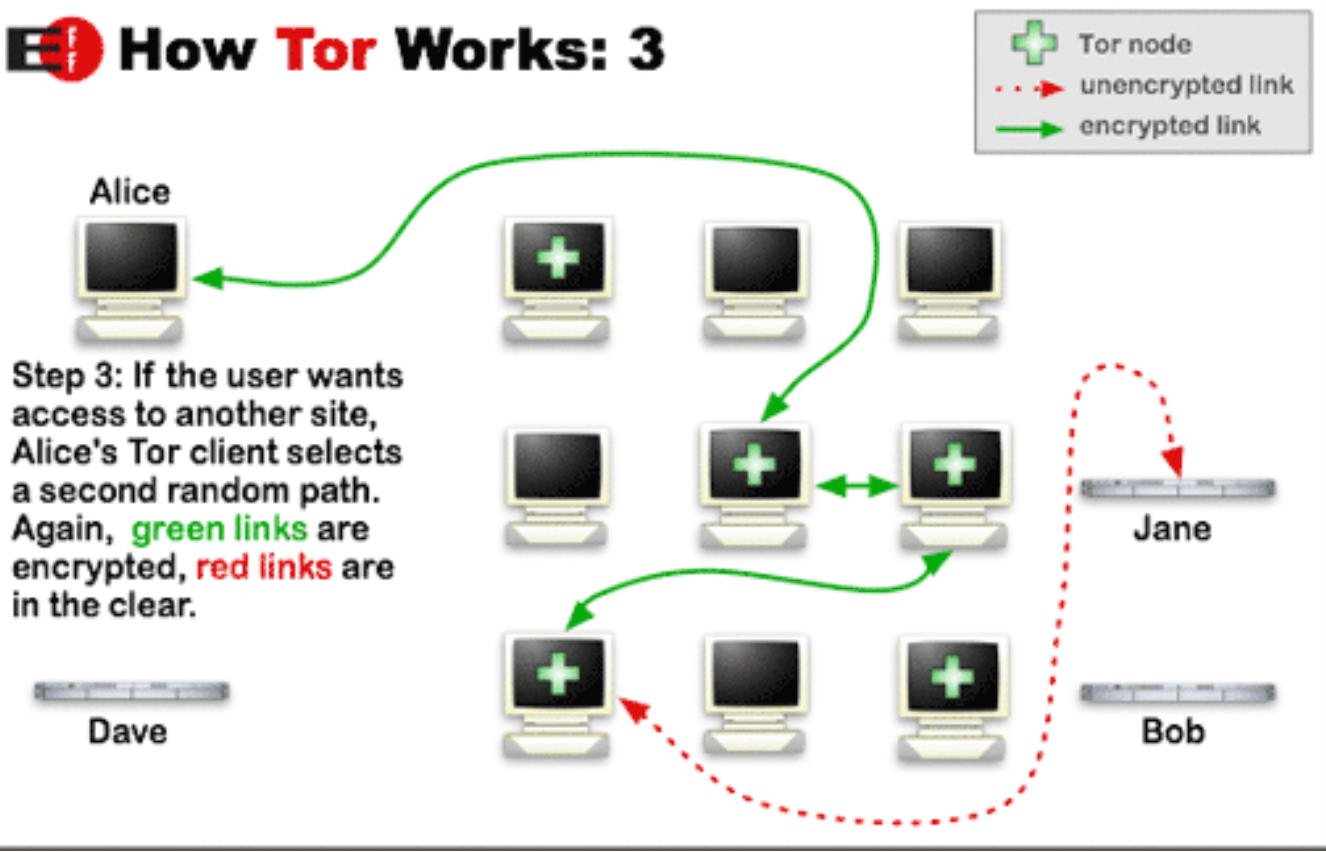 EFF How Tor Works: 3
Tor node
unencrypted link
encrypted link
Alice
Step 3: If the user wants
access to another site,
Alice's Tor client selects
a second random path.
Again, green links are
encrypted, red links are
in the clear.
Jane
Dave
Bob